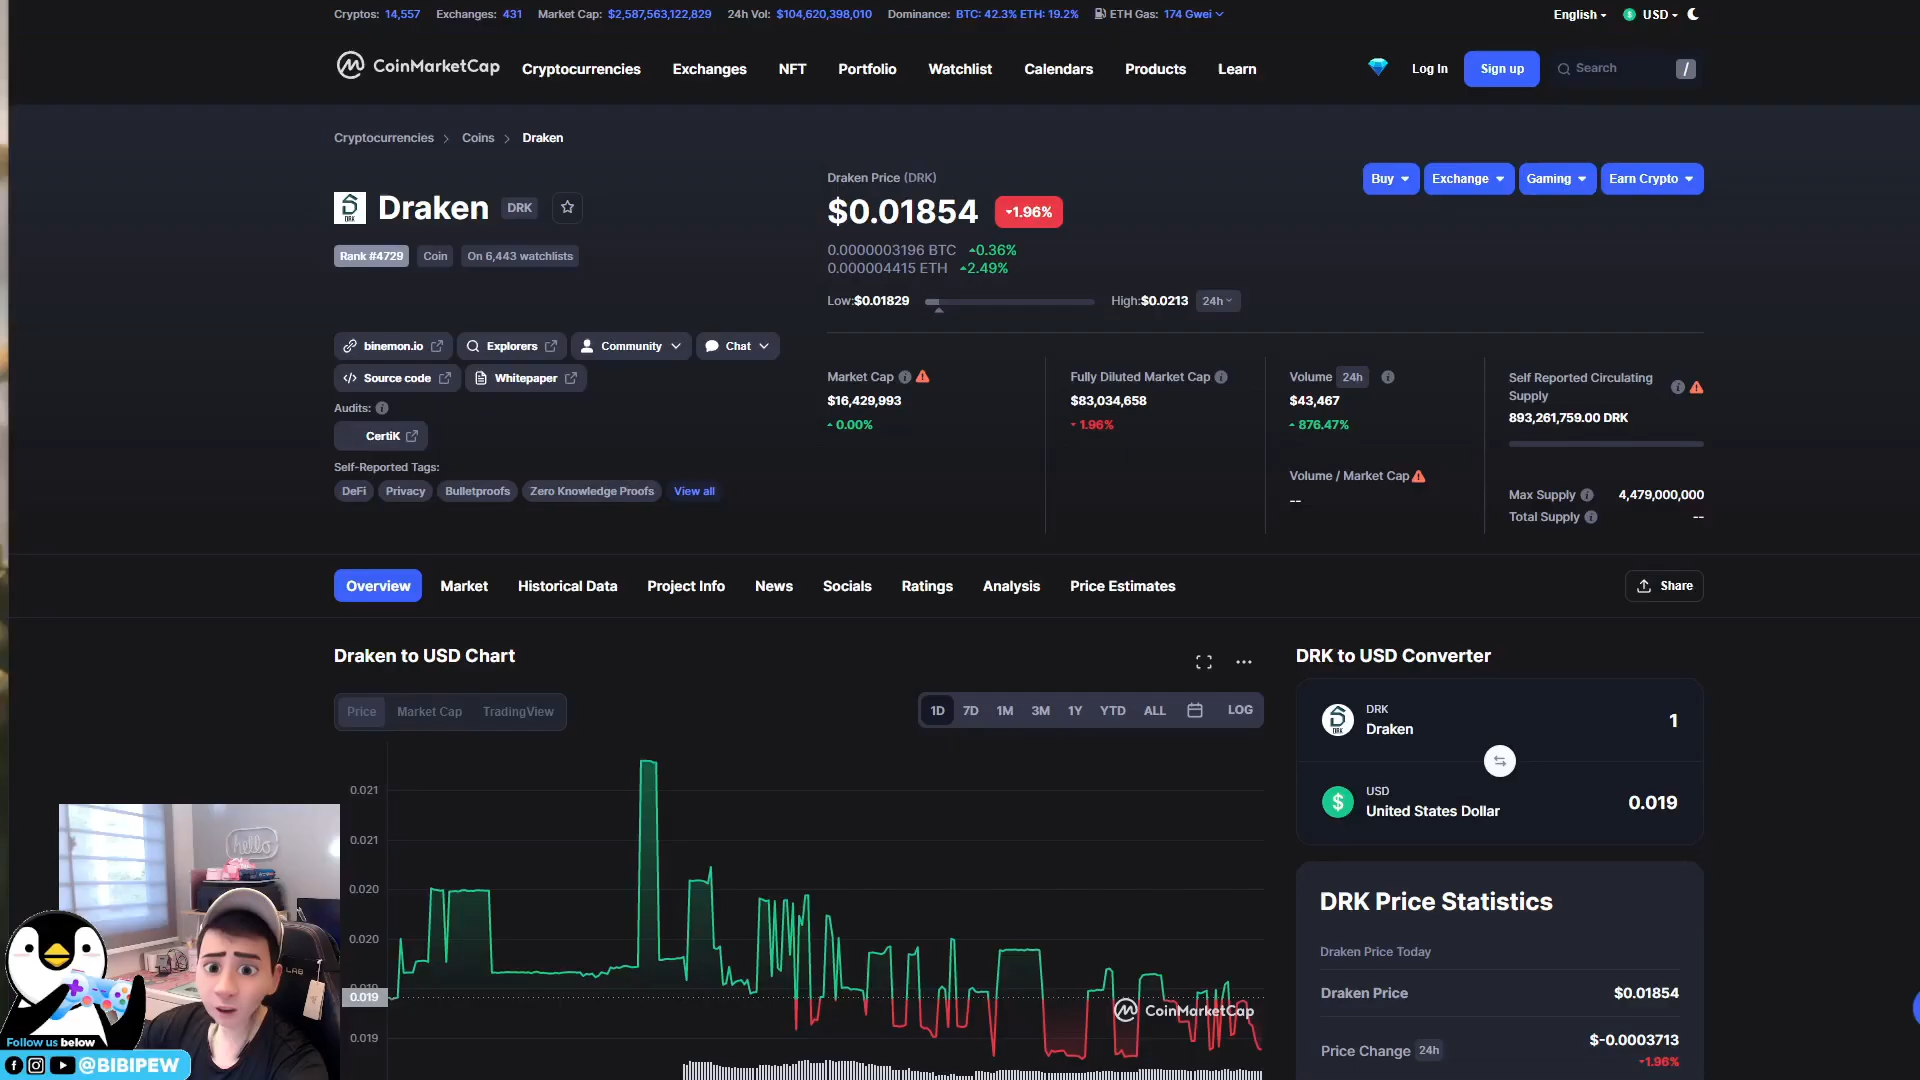 Cryptos: 14,557 Exchanges: 431 Market Cap: $2,587,563,122,829 24h Vol: $104,620,398,010 Dominance: BTC: 42.3% ETH: 19.2% ETH Gas: 174 Gwei English USD
CoinMarketCap Cryptocurrencies Exchanges NFT Portfolio Watchlist Calendars Products Learn Log In Sign up Search /
Cryptocurrencies > Coins > Draken
Draken DRK
Rank #4729 Coin On 6,443 watchlists
binemon.io Explorers Community Chat
Source code Whitepaper
Audits:
CertiK
Self-Reported Tags:
DeFi Privacy Bulletproofs Zero Knowledge Proofs View all
Draken Price (DRK)
$0.01854 1.96%
0.0000003196 BTC 0.36%
0.000004415 ETH 2.49%
Low:$0.01829 High:$0.0213 24h
Buy Exchange Gaming Earn Crypto
Market Cap
$16,429,993
0.00%
Fully Diluted Market Cap
$83,034,658
1.96%
Volume 24h
$43,467
876.47%
Volume / Market Cap
--
Self Reported Circulating
Supply
893,261,759.00 DRK
Max Supply 4,479,000,000
Total Supply --
Overview Market Historical Data Project Info News Socials Ratings Analysis Price Estimates Share
Draken to USD Chart
Price Market Cap TradingView 1D 7D 1M 3M 1Y YTD ALL LOG
0.021
0.021
0.020
0.020
0.019
0.019
CoinMarketCap
DRK to USD Converter
DRK
Draken 1
USD
United States Dollar 0.019
DRK Price Statistics
Draken Price Today
Draken Price $0.01854
Price Change 24h $-0.0003713
1.96%
hello
LAB
Follow us below
@BIBIPEW